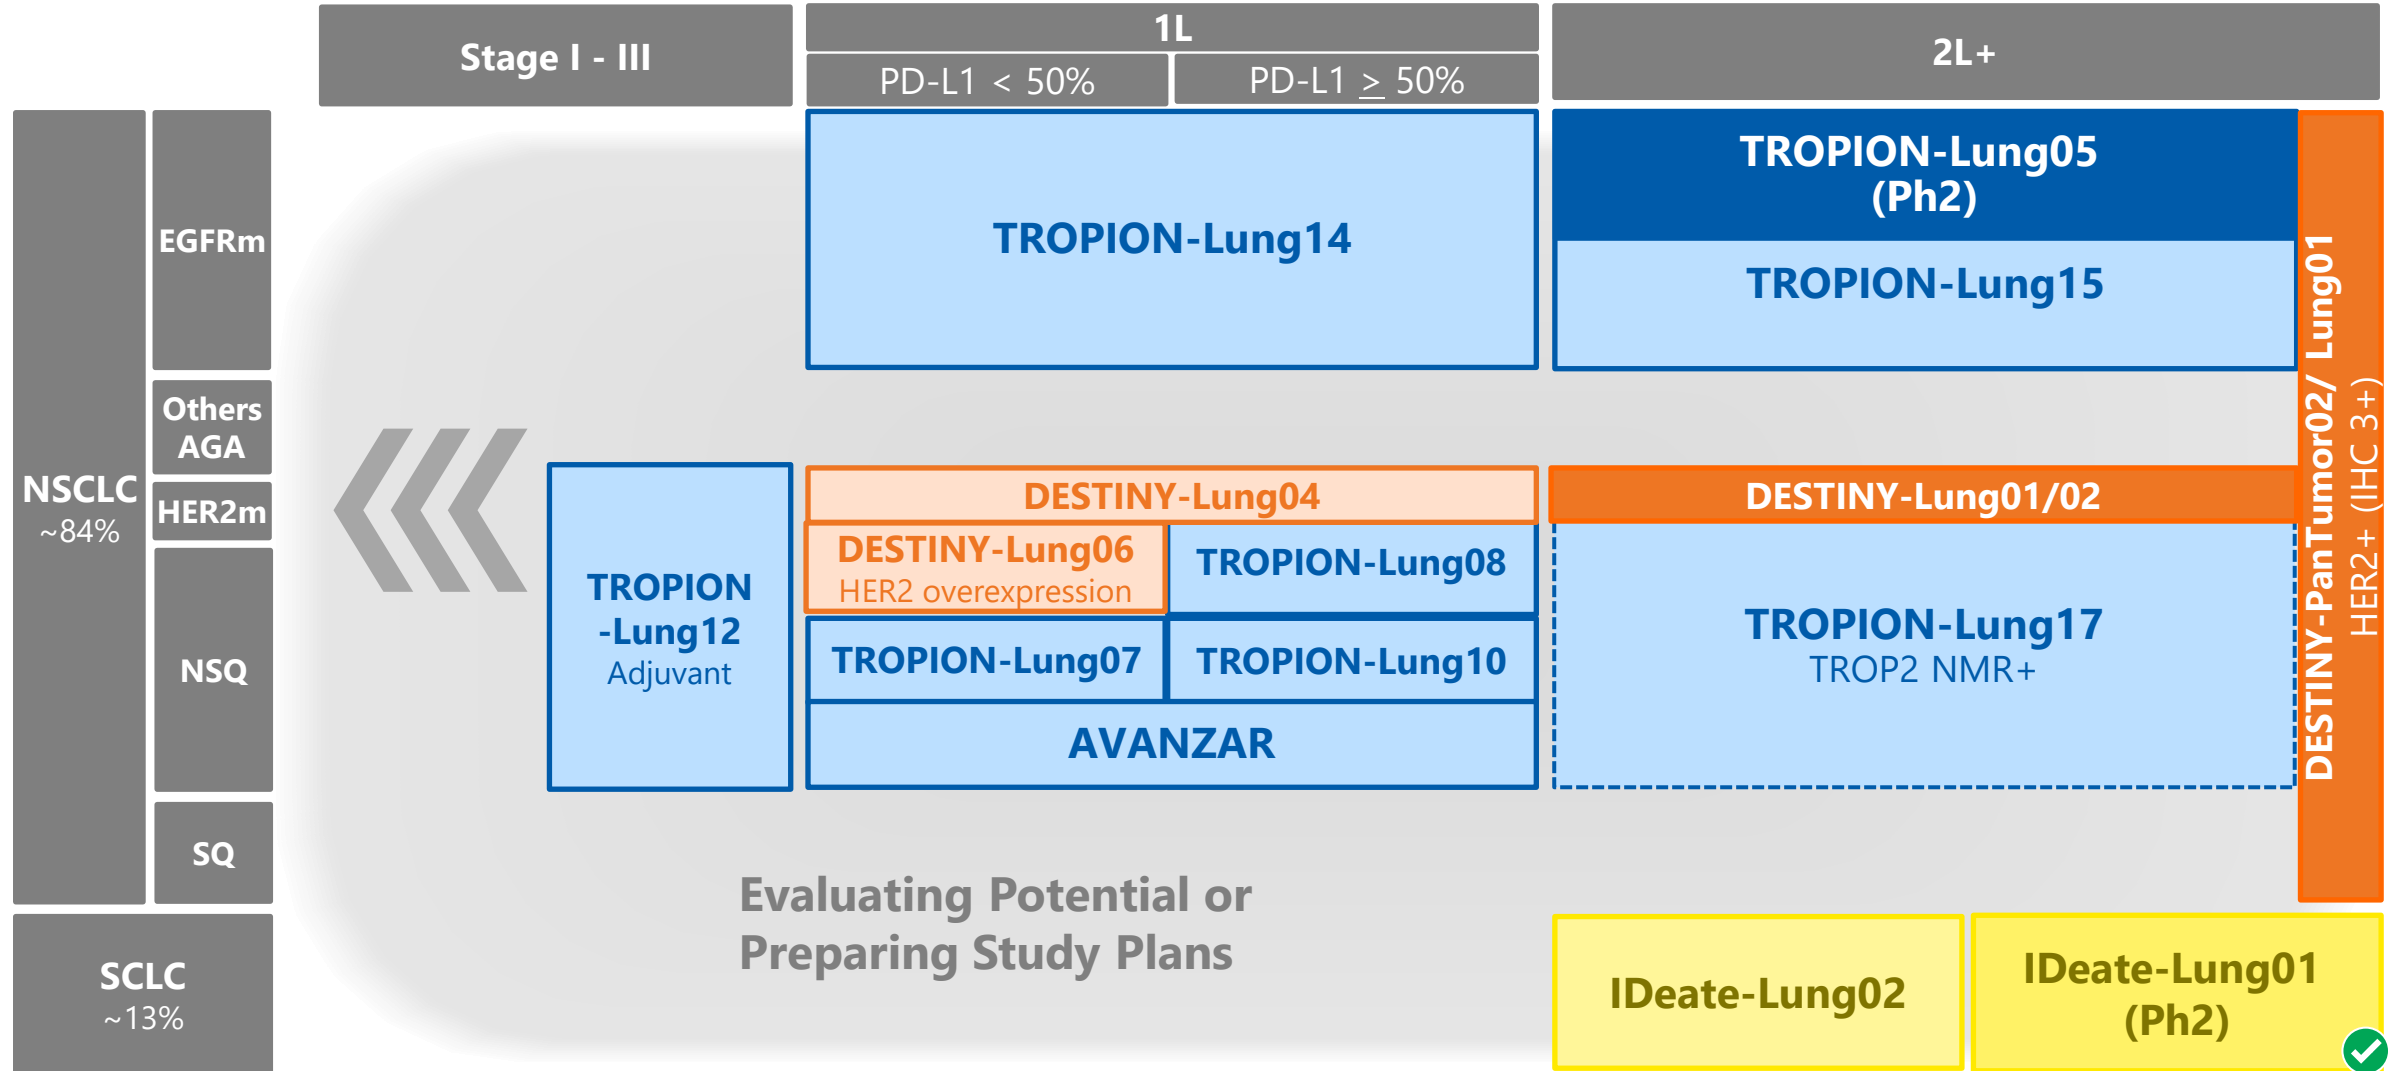 Stage I - III
1L
PD-L1 < 50%
PD-L1 ≥ 50%
2L+
NSCLC
~84%
EGFRm
Others
AGA
HER2m
NSQ
SQ
SCLC
~13%
TROPION-Lung14
TROPION-Lung05
(Ph2)
TROPION-Lung15
DESTINY-PanTumor02/ Lung01
HER2+ (IHC 3+)
TROPION
-Lung12
Adjuvant
DESTINY-Lung04
DESTINY-Lung01/02
DESTINY-Lung06
HER2 overexpression
TROPION-Lung08
TROPION-Lung07
TROPION-Lung10
AVANZAR
TROPION-Lung17
TROP2 NMR+
Evaluating Potential or
Preparing Study Plans
IDeate-Lung02
IDeate-Lung01
(Ph2)